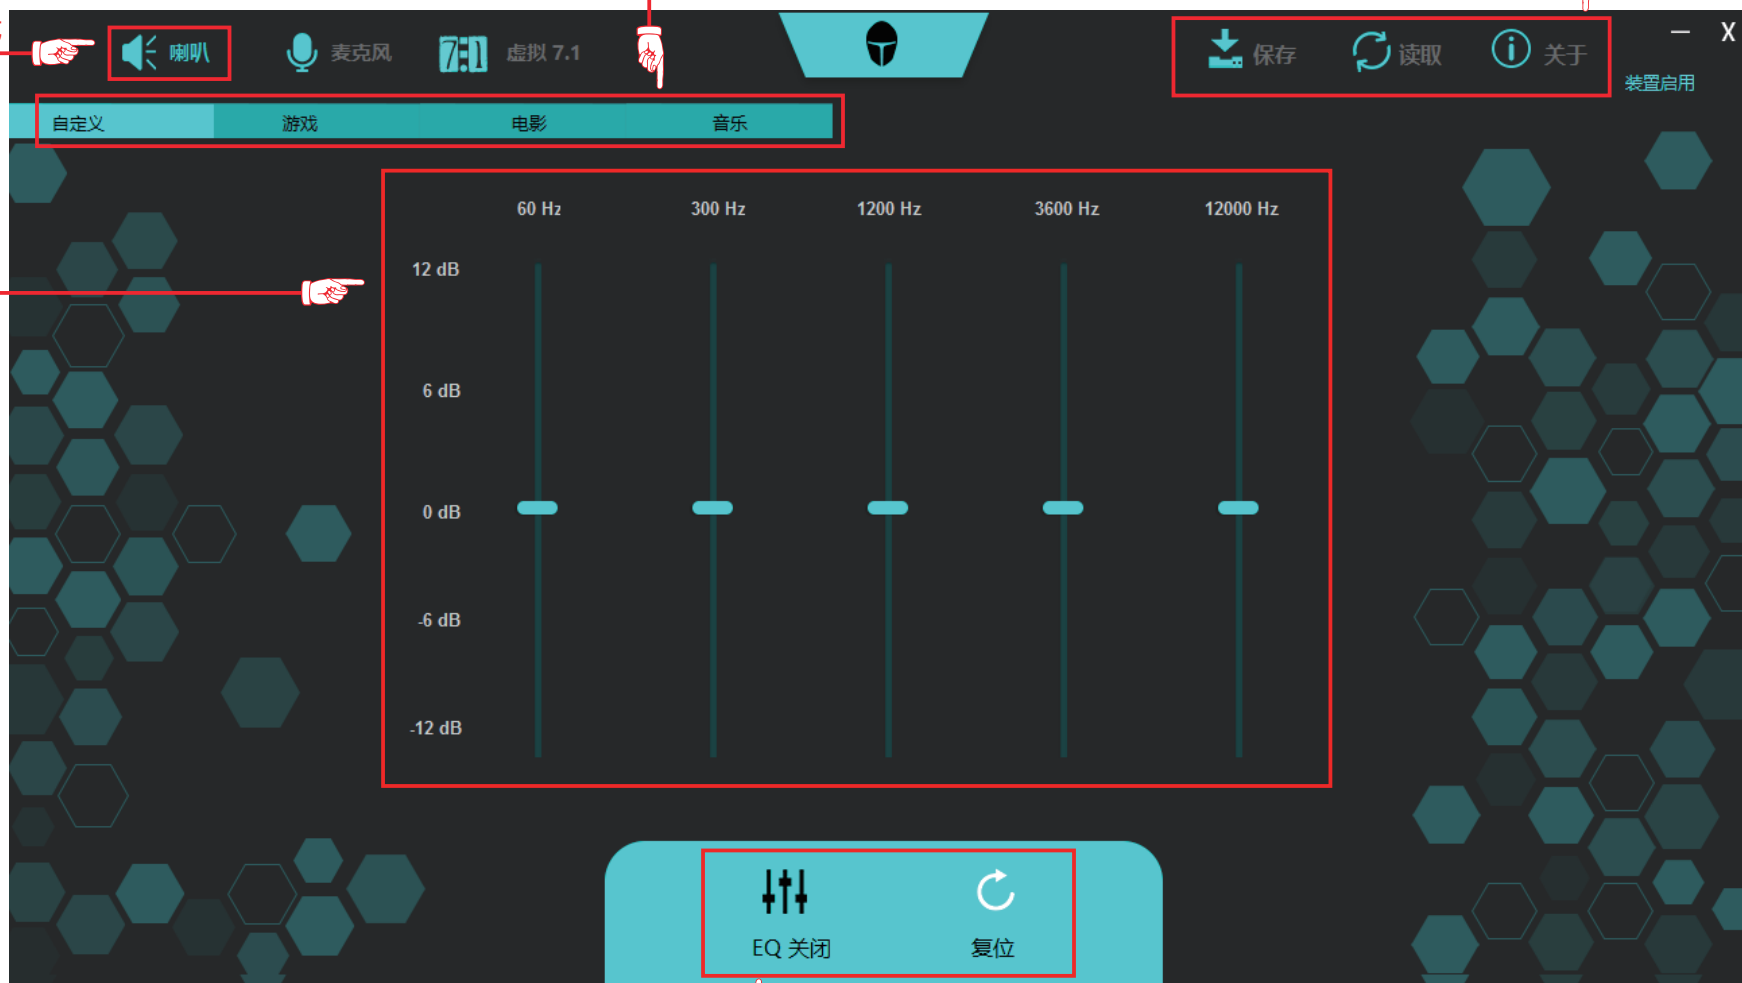 喇叭
麦克风
7:1
虚拟 7.1
保存
读取
关于
X
装置启用
自定义
游戏
电影
音乐
60 Hz
300 Hz
1200 Hz
3600 Hz
12000 Hz
12 dB
6 dB
0 dB
-6 dB
-12 dB
EQ 关闭
复位